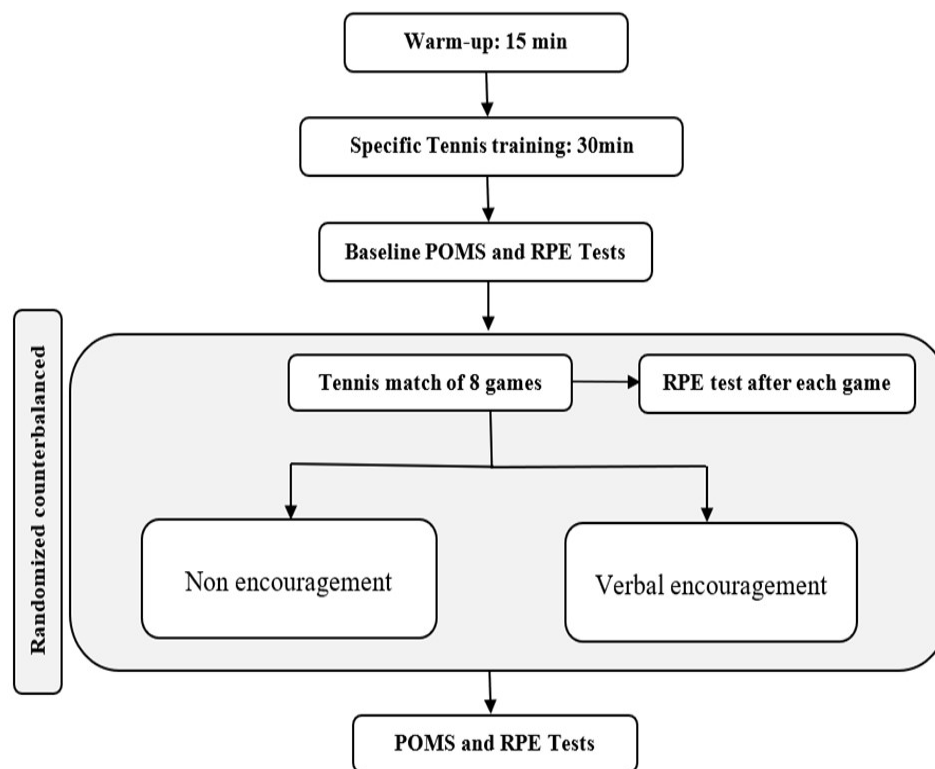 Warm-up: 15 min
Specific Tennis training: 30min
Baseline POMS and RPE Tests
Randomized counterbalanced
Tennis match of 8 games
RPE test after each game
Non encouragement
Verbal encouragement
POMS and RPE Tests